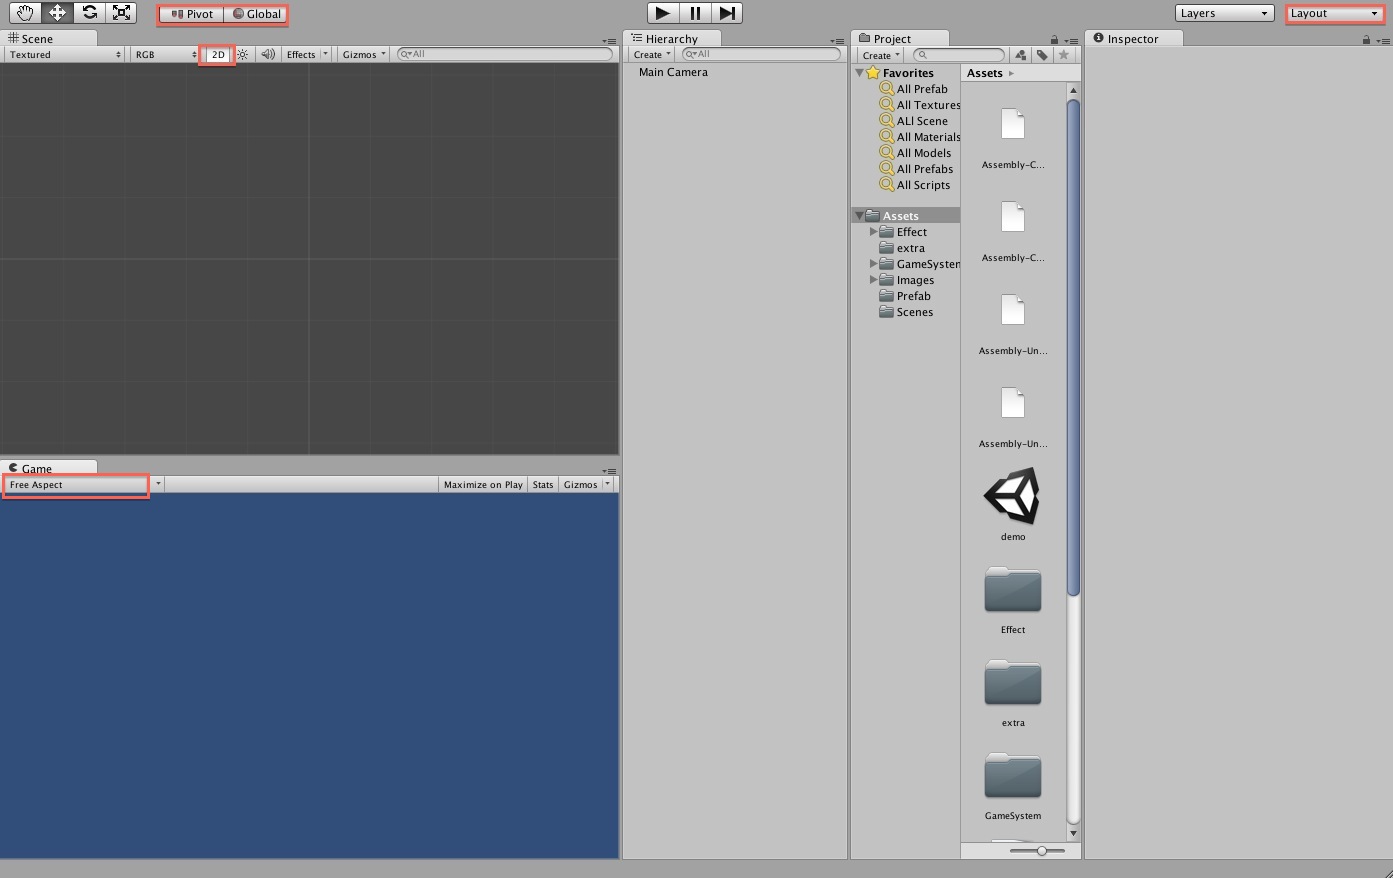 Pivot Global Layers Layout
Scene
Textured RGB 2D Effects Gizmos All
Game
Free Aspect Maximize on Play Stats Gizmos
Hierarchy
Create All
Main Camera
Project
Create
Favorites
All Prefab
All Textures
ALl Scene
All Materials
All Models
All Prefabs
All Scripts
Assets
Effect
extra
GameSystem
Images
Prefab
Scenes
Assets
Assembly-C...
Assembly-C...
Assembly-Un...
Assembly-Un...
demo
Effect
extra
GameSystem
Inspector